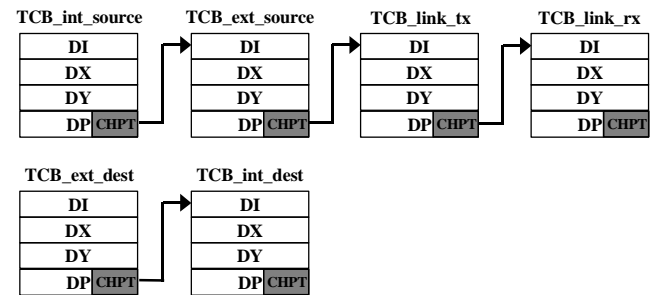 TCB_int_source TCB_ext_source TCB_link_tx TCB_link_rx
DI DI DI DI
DX DX DX DX
DY DY DY DY
DP CHPT DP CHPT DP CHPT DP CHPT
TCB_ext_dest TCB_int_dest
DI DI
DX DX
DY DY
DP CHPT DP CHPT